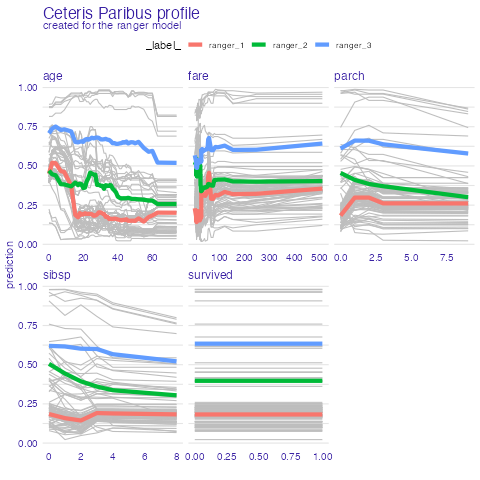 Ceteris Paribus profile
created for the ranger model
_label_ ranger_1 ranger_2 ranger_3
age fare parch
1.00
0.75
0.50
0.25
0.00
0 20 40 60 0 100 200 300 400 500 0.0 2.5 5.0 7.5
prediction
sibsp survived
1.00
0.75
0.50
0.25
0.00
0 2 4 6 8 0.00 0.25 0.50 0.75 1.00